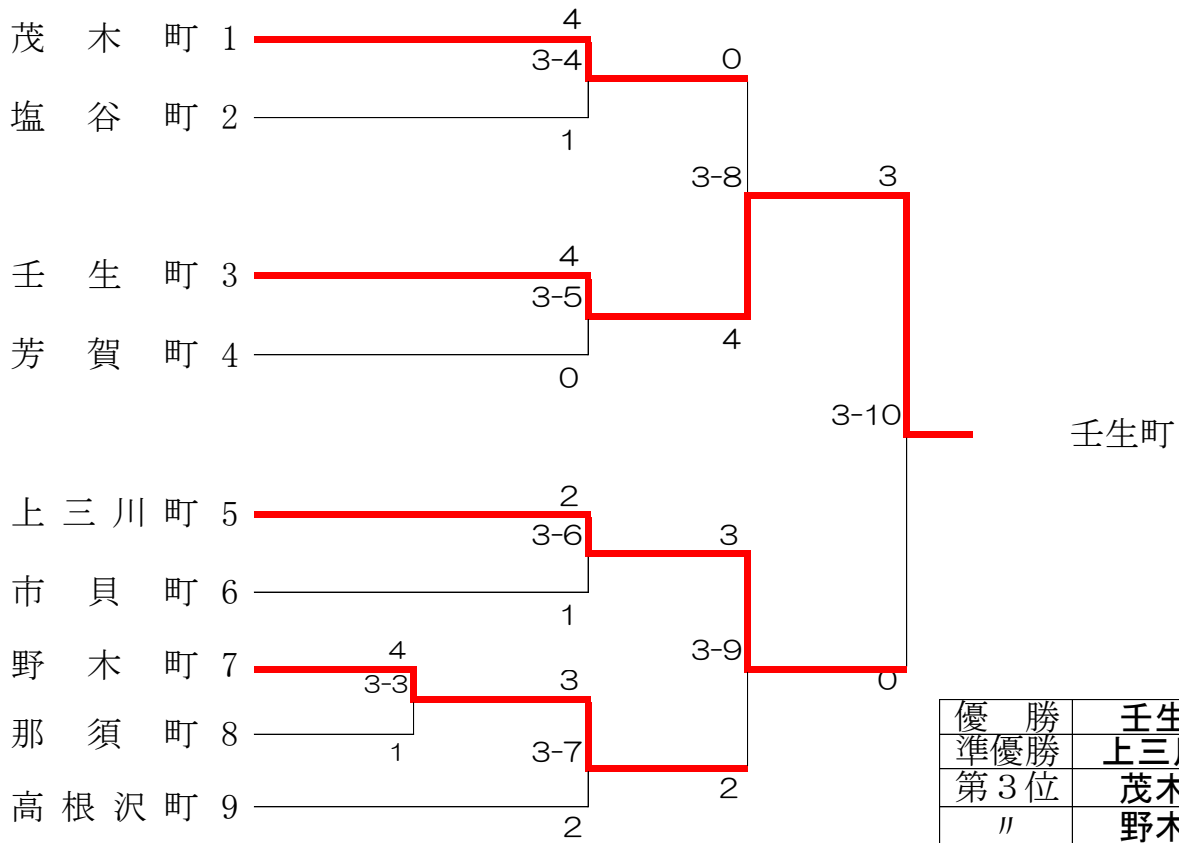 4
茂木町 1
3-4
0
塩谷町 2
1
3-8
3
4
壬生町 3
3-5
4
芳賀町 4
0
3-10
壬生町
2
上三川町 5
3-6
3
市貝町 6
1
4
野木町 7
3-3
3
3-9
0
那須町 8
1
3-7
2
高根沢町 9
2
優勝 壬生
準優勝 上三
第3位 茂木
〃 野木